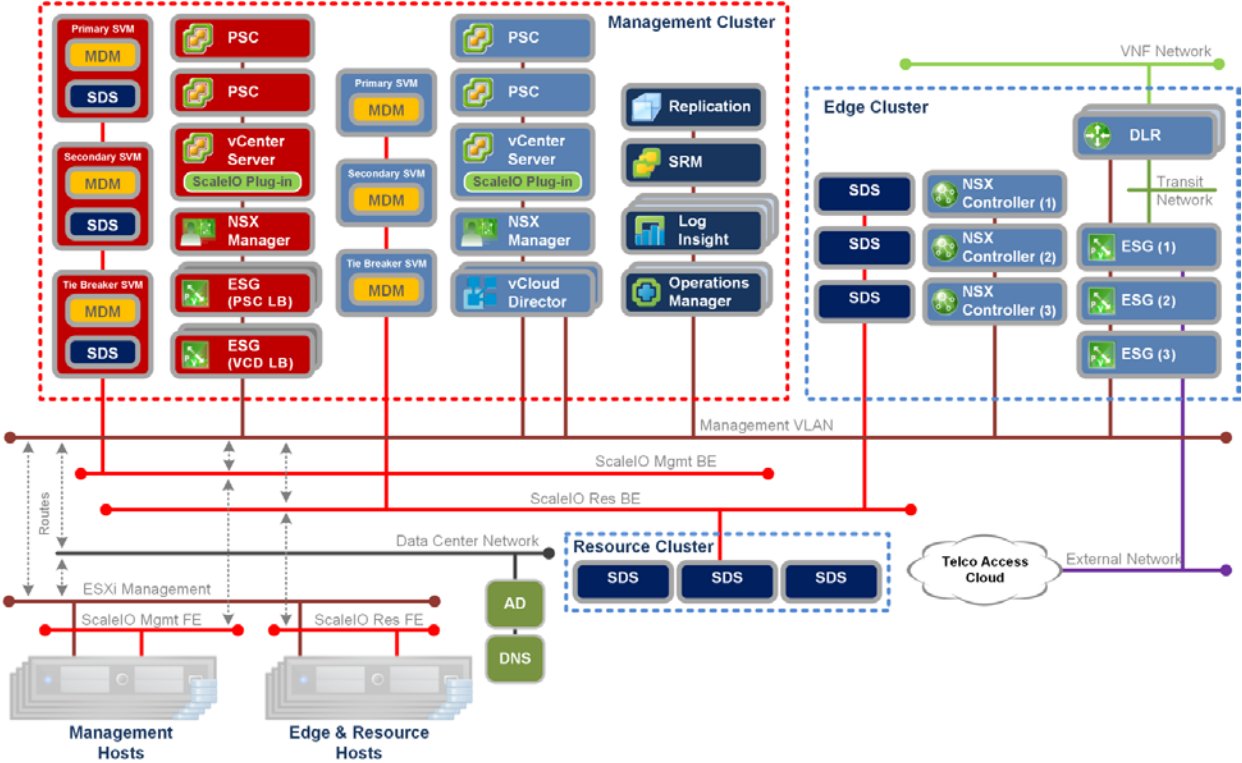 Management Cluster
Primary SVM
MDM
SDS
Secondary SVM
MDM
SDS
Tie Breaker SVM
MDM
SDS
PSC
PSC
vCenter
Server
ScaleIO Plug-in
NSX
Manager
ESG
(PSC LB)
ESG
(VCD LB)
Primary SVM
MDM
Secondary SVM
MDM
Tie Breaker SVM
MDM
PSC
PSC
vCenter
Server
ScaleIO Plug-in
NSX
Manager
vCloud
Director
Replication
SRM
Log
Insight
Operations
Manager
VNF Network
Edge Cluster
DLR
Transit
Network
SDS
SDS
SDS
NSX
Controller (1)
NSX
Controller (2)
NSX
Controller (3)
ESG (1)
ESG (2)
ESG (3)
Management VLAN
ScaleIO Mgmt BE
ScaleIO Res BE
Routes
Data Center Network
Resource Cluster
SDS
SDS
SDS
Telco Access
Cloud
External Network
ESXi Management
AD
DNS
ScaleIO Mgmt FE
ScaleIO Res FE
Management
Hosts
Edge & Resource
Hosts